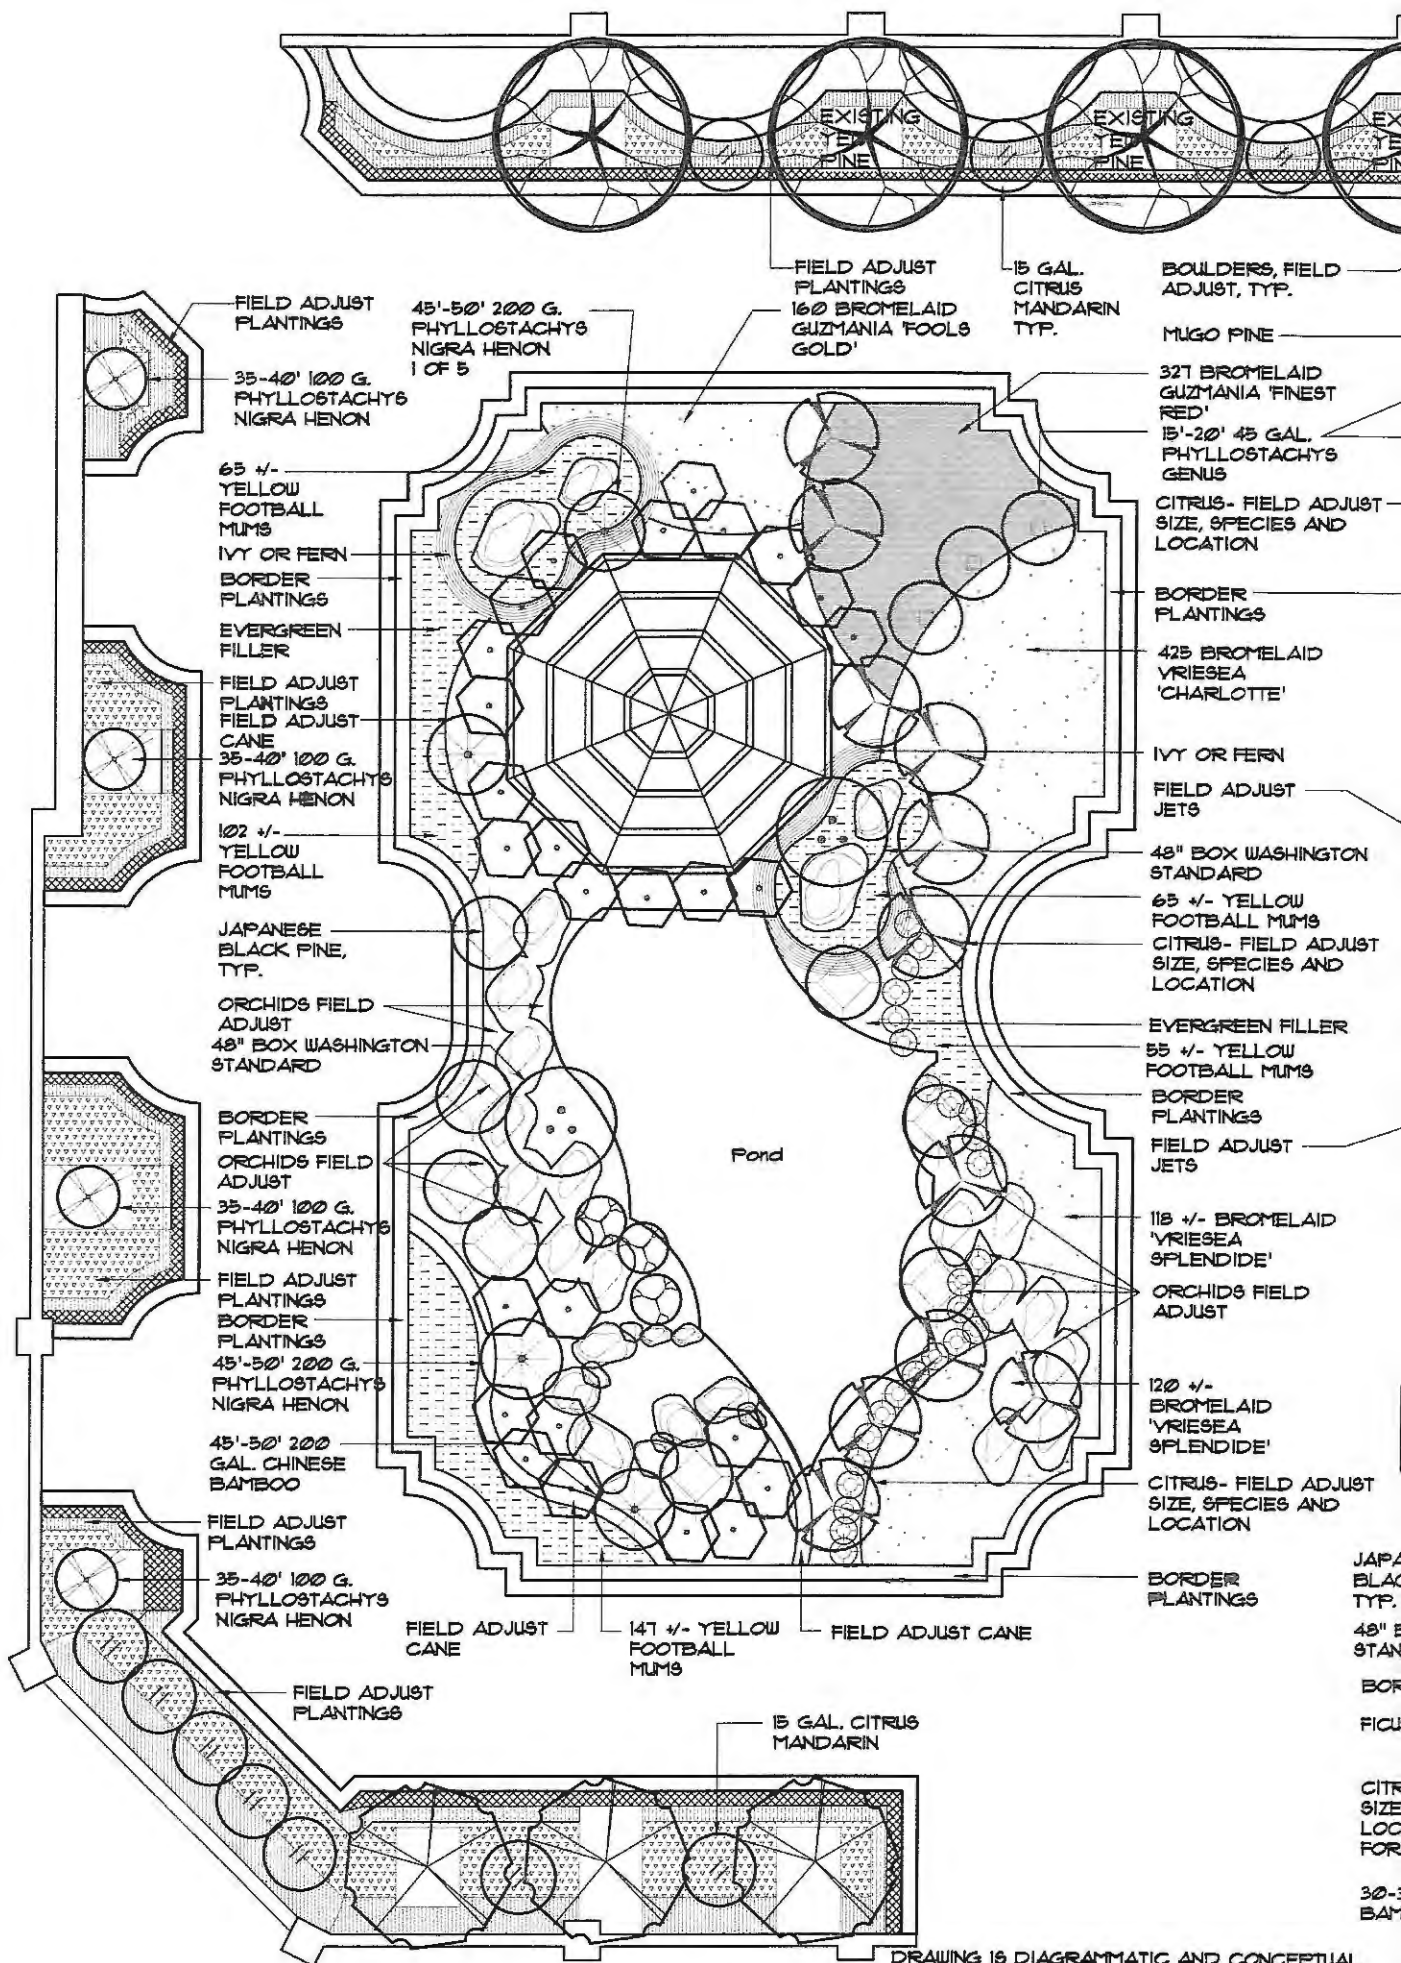 EXISTING
YEW
PINE
EXISTING
YEW
PINE
FIELD ADJUST
PLANTINGS
15 GAL.
CITRUS
MANDARIN
TYP.
BOULDERS, FIELD
ADJUST, TYP.
FIELD ADJUST
PLANTINGS
45'-50' 200 G.
PHYLLOSTACHYS
NIGRA HENON
1 OF 5
160 BROMELAID
GUZMANIA 'FOOLS
GOLD'
MUGO PINE
35-40' 100 G.
PHYLLOSTACHYS
NIGRA HENON
327 BROMELAID
GUZMANIA 'FINEST
RED'
15'-20' 45 GAL.
PHYLLOSTACHYS
GENUS
65 +/-
YELLOW
FOOTBALL
MUMS
CITRUS- FIELD ADJUST
SIZE, SPECIES AND
LOCATION
IVY OR FERN
BORDER
PLANTINGS
BORDER
PLANTINGS
EVERGREEN
FILLER
425 BROMELAID
VRIESEA
'CHARLOTTE'
FIELD ADJUST
PLANTINGS
FIELD ADJUST
CANE
35-40' 100 G.
PHYLLOSTACHYS
NIGRA HENON
IVY OR FERN
FIELD ADJUST
JETS
102 +/-
YELLOW
FOOTBALL
MUMS
48" BOX WASHINGTON
STANDARD
65 +/- YELLOW
FOOTBALL MUMS
JAPANESE
BLACK PINE,
TYP.
CITRUS- FIELD ADJUST
SIZE, SPECIES AND
LOCATION
ORCHIDS FIELD
ADJUST
48" BOX WASHINGTON
STANDARD
EVERGREEN FILLER
55 +/- YELLOW
FOOTBALL MUMS
BORDER
PLANTINGS
BORDER
PLANTINGS
FIELD ADJUST
JETS
Pond
ORCHIDS FIELD
ADJUST
35-40' 100 G.
PHYLLOSTACHYS
NIGRA HENON
118 +/- BROMELAID
'VRIESEA
SPLENDIDE'
FIELD ADJUST
PLANTINGS
ORCHIDS FIELD
ADJUST
BORDER
PLANTINGS
45'-50' 200 G.
PHYLLOSTACHYS
NIGRA HENON
120 +/-
BROMELAID
'VRIESEA
SPLENDIDE'
45'-50' 200
GAL. CHINESE
BAMBOO
CITRUS- FIELD ADJUST
SIZE, SPECIES AND
LOCATION
FIELD ADJUST
PLANTINGS
35-40' 100 G.
PHYLLOSTACHYS
NIGRA HENON
BORDER
PLANTINGS
FIELD ADJUST
CANE
147 +/- YELLOW
FOOTBALL
MUMS
FIELD ADJUST CANE
TYP.
48"
FIELD ADJUST
PLANTINGS
15 GAL. CITRUS
MANDARIN
DRAWING IS DIAGRAMMATIC AND CONCEPTUAL